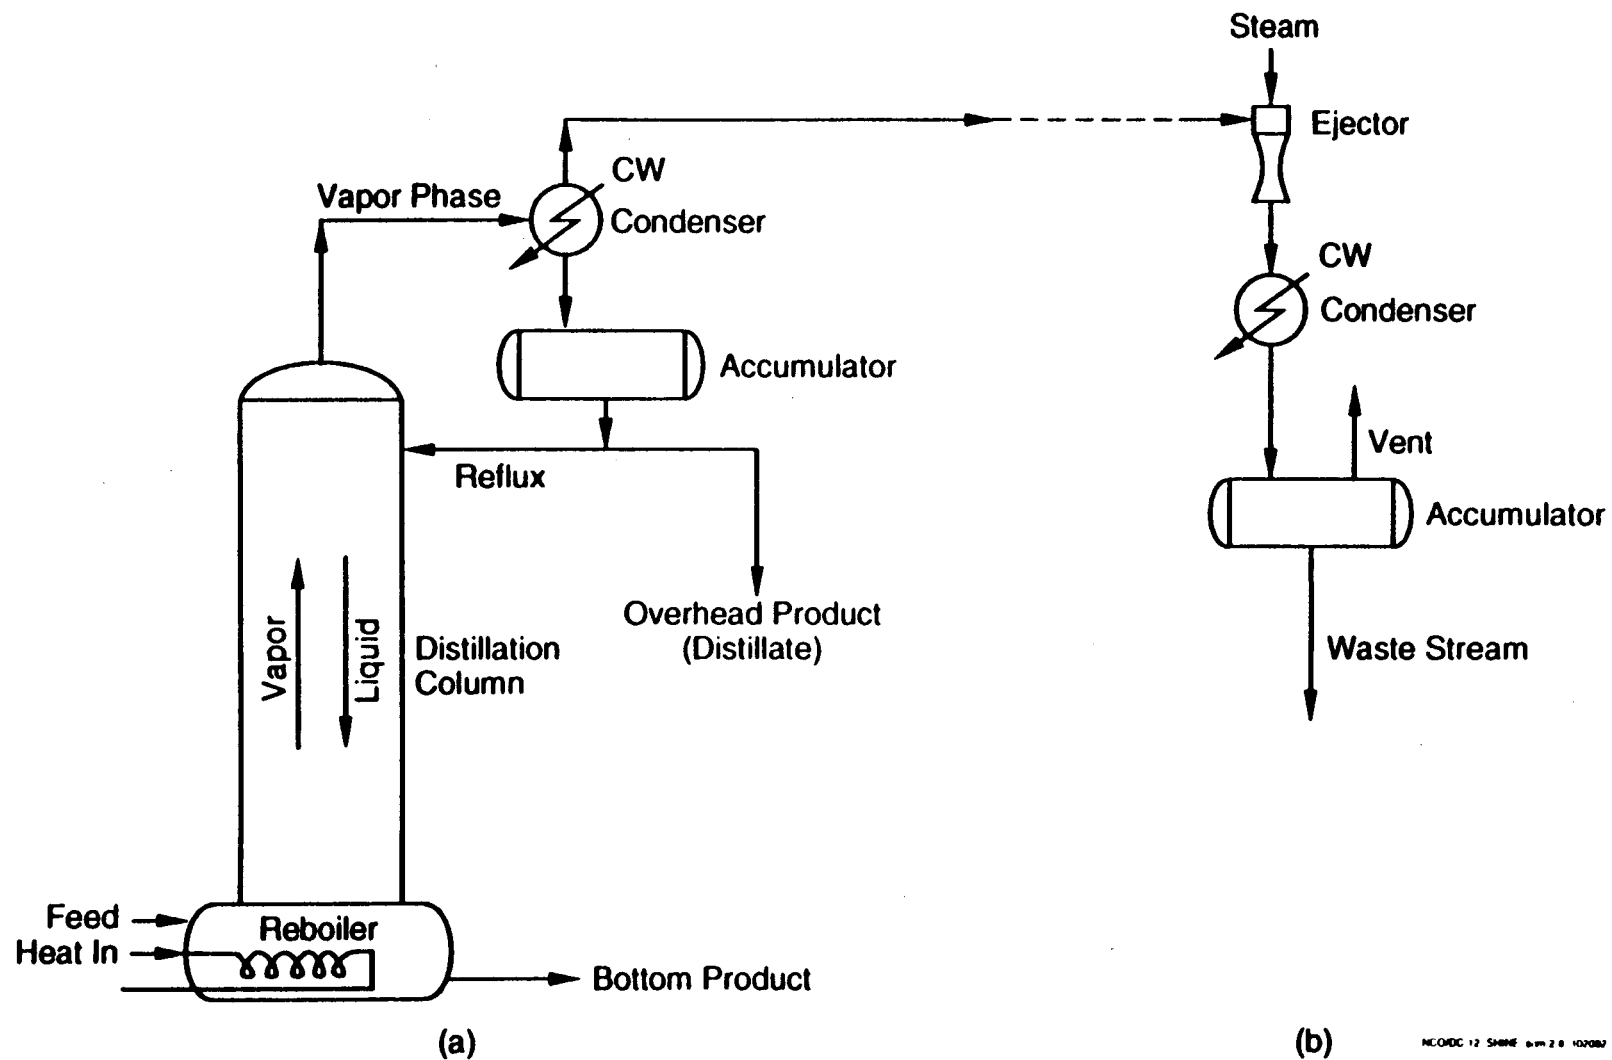 Steam
Ejector
CW
Vapor Phase
Condenser
CW
Condenser
Accumulator
Vent
Reflux
Accumulator
Overhead Product
(Distillate)
Vapor
Liquid
Distillation
Column
Waste Stream
Feed
Reboiler
Heat In
Bottom Product
(a)
(b)